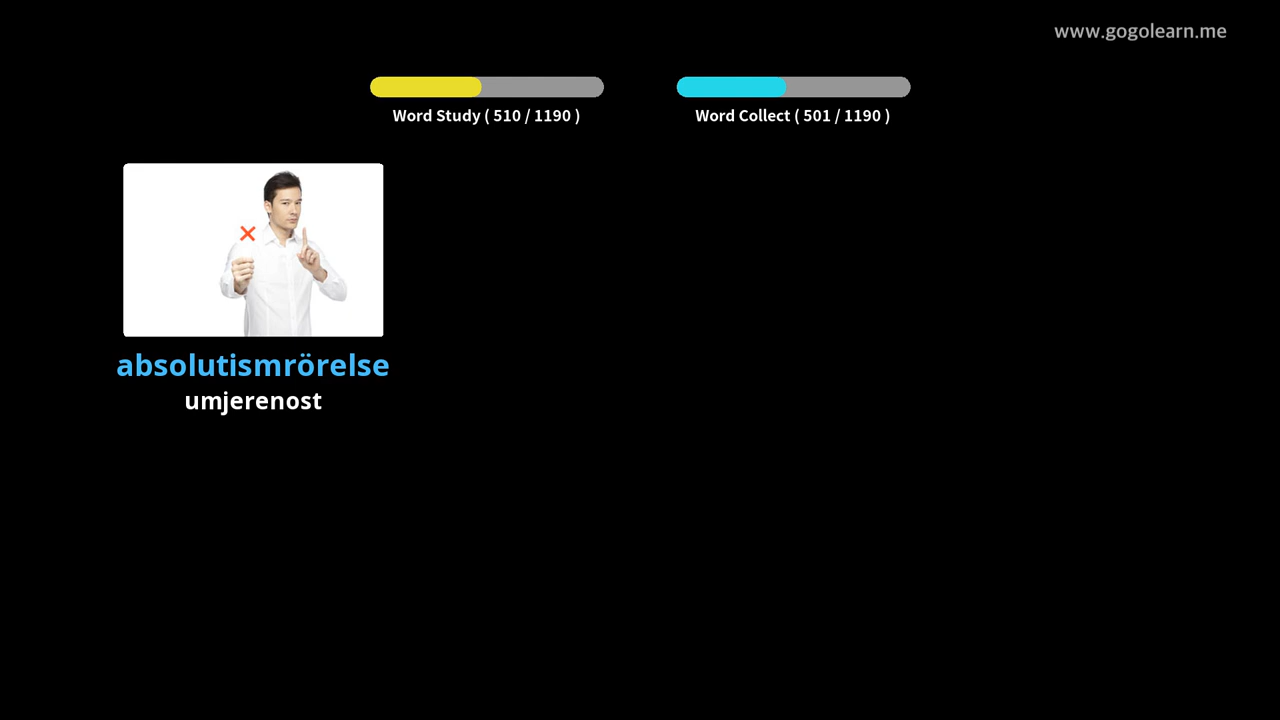 www.gogolearn.me
Word Study ( 510 / 1190 )
Word Collect ( 501 / 1190 )
absolutismrörelse
umjerenost